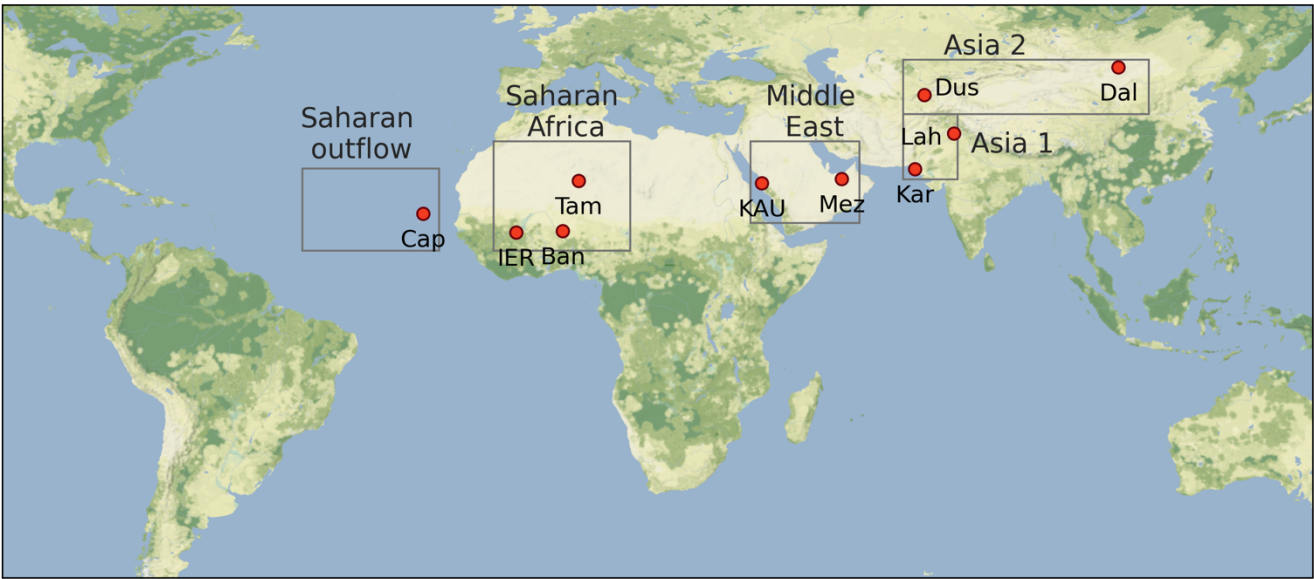 Asia 2
Dus
Dal
Saharan
Africa
Middle
East
Saharan
outflow
Lah
Asia 1
Tam
KAU
Mez
Kar
Cap
IER
Ban